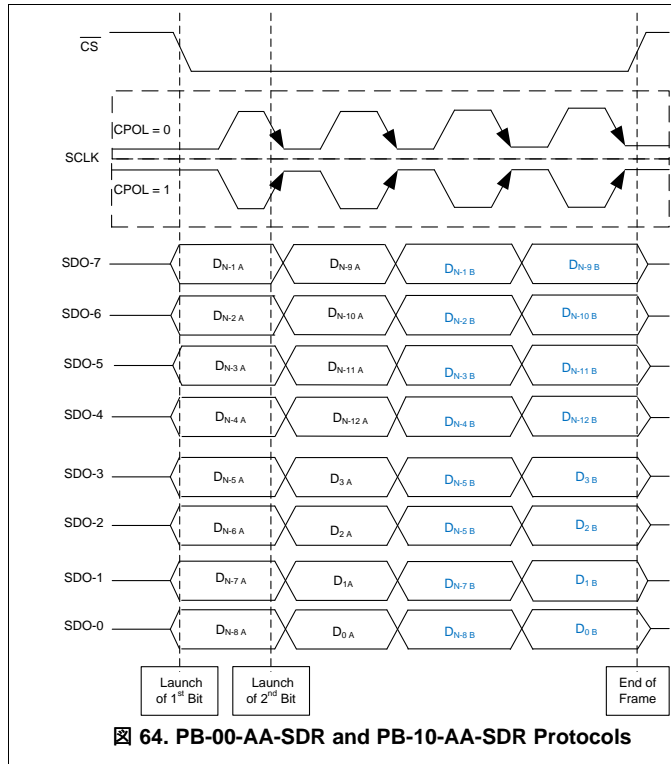 CS
CPOL = 0
SCLK
CPOL = 1
SDO-7 DN-1 A DN-9 A DN-1 B DN-9 B
SDO-6 DN-2 A DN-10 A DN-2 B DN-10 B
SDO-5 DN-3 A DN-11 A DN-3 B DN-11 B
SDO-4 DN-4 A DN-12 A DN-4 B DN-12 B
SDO-3 DN-5 A D3 A DN-5 B D3 B
SDO-2 DN-6 A D2 A DN-5 B D2 B
SDO-1 DN-7 A D1A DN-7 B D1 B
SDO-0 DN-8 A D0 A DN-8 B D0 B
Launch of 1st Bit
Launch of 2nd Bit
End of Frame
図 64. PB-00-AA-SDR and PB-10-AA-SDR Protocols